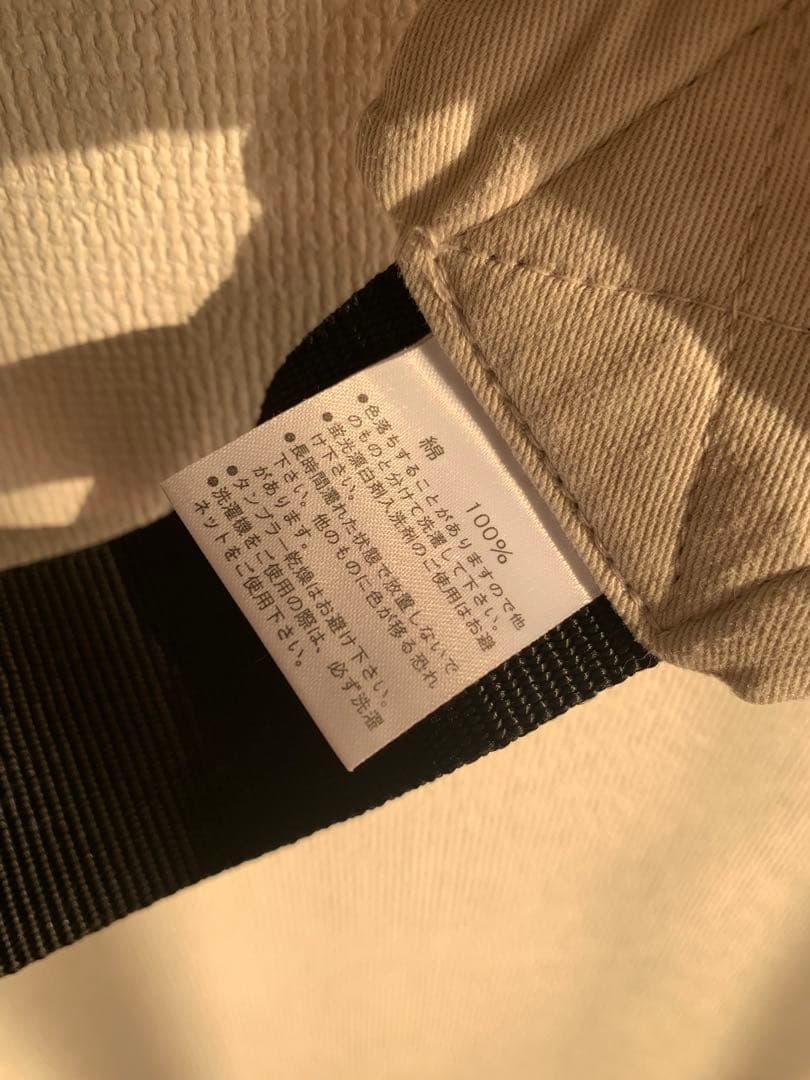 綿　100%
●色落ちすることがありますので他
のものと分けて洗濯して下さい。
●蛍光漂白剤入洗剤のご使用はお避
け下さい。
●長時間濡れた状態で放置しないで
下さい。他のものに色が移る恐れ
があります。
●タンブラー乾燥はお避け下さい。
●洗濯機をご使用の際は、必ず洗濯
ネットをご使用下さい。